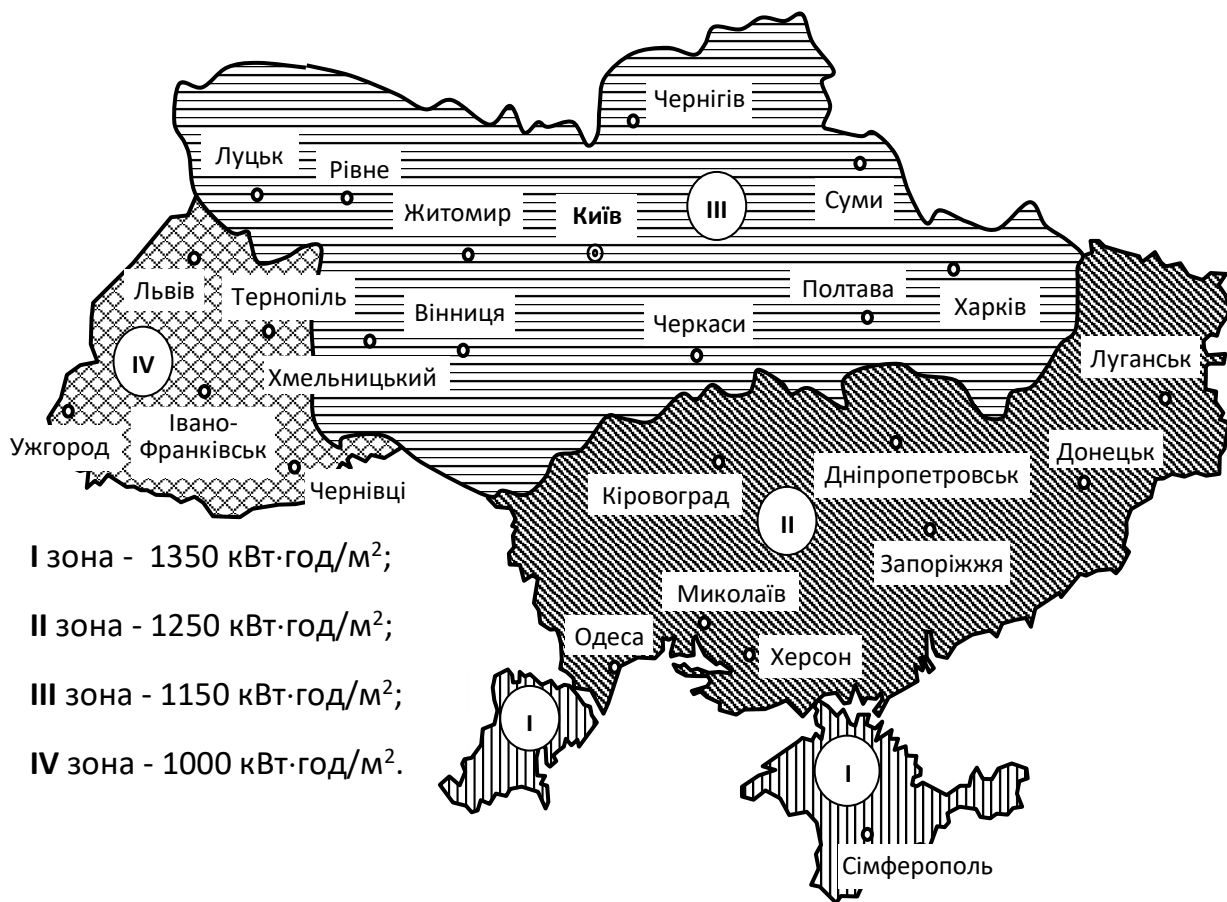 Чернігів
Луцьк
Рівне
Суми
III
Житомир
Київ
Львів
Тернопіль
Вінниця
Полтава
Харків
Черкаси
IV
Хмельницький
Луганськ
Ужгород
Івано-
Франківськ
Чернівці
Кіровоград
Дніпропетровськ
Донецьк
II
Запоріжжя
Миколаїв
Одеса
Херсон
I зона - 1350 кВт·год/м²;
II зона - 1250 кВт·год/м²;
III зона - 1150 кВт·год/м²;
IV зона - 1000 кВт·год/м².
I
I
Сімферополь